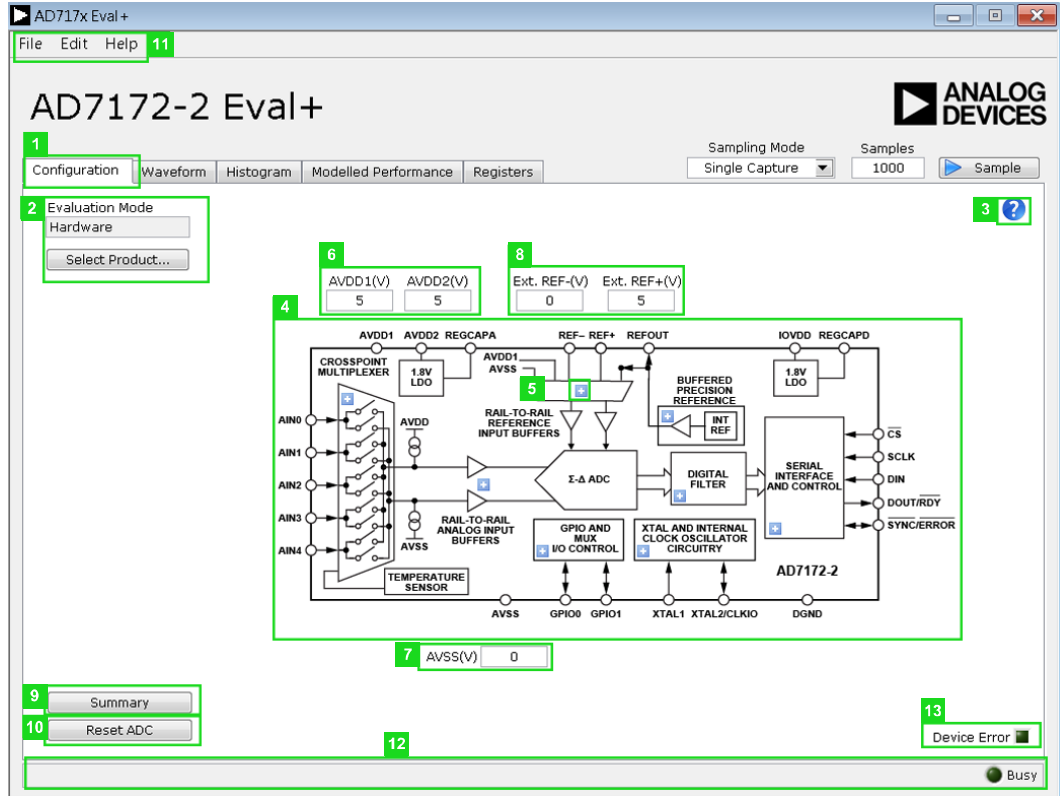 AD717x Eval+
File Edit Help 11
AD7172-2 Eval+
ANALOG
DEVICES
1
Configuration Waveform Histogram Modelled Performance Registers
Sampling Mode Samples
Single Capture 1000 Sample
2 Evaluation Mode
Hardware
Select Product...
3 ?
6
AVDD1(V) AVDD2(V)
5 5
8
Ext. REF-(V) Ext. REF+(V)
0 5
4
AVDD1 AVDD2 REGCAPA REF– REF+ REFOUT IOVDD REGCAPD
CROSSPOINT
MULTIPLEXER
1.8V
LDO
AVDD1
AVSS
5
BUFFERED
PRECISION
REFERENCE
INT
REF
1.8V
LDO
RAIL-TO-RAIL
REFERENCE
INPUT BUFFERS
AIN0
AIN1
AIN2
AIN3
AIN4
AVDD
AVSS
RAIL-TO-RAIL
ANALOG INPUT
BUFFERS
Σ-Δ ADC
DIGITAL
FILTER
SERIAL
INTERFACE
AND CONTROL
CS
SCLK
DIN
DOUT/RDY
SYNC/ERROR
GPIO AND
MUX
I/O CONTROL
XTAL AND INTERNAL
CLOCK OSCILLATOR
CIRCUITRY
TEMPERATURE
SENSOR
AD7172-2
AVSS GPIO0 GPIO1 XTAL1 XTAL2/CLKIO DGND
7 AVSS(V) 0
9 Summary
10 Reset ADC
13
Device Error
12
Busy